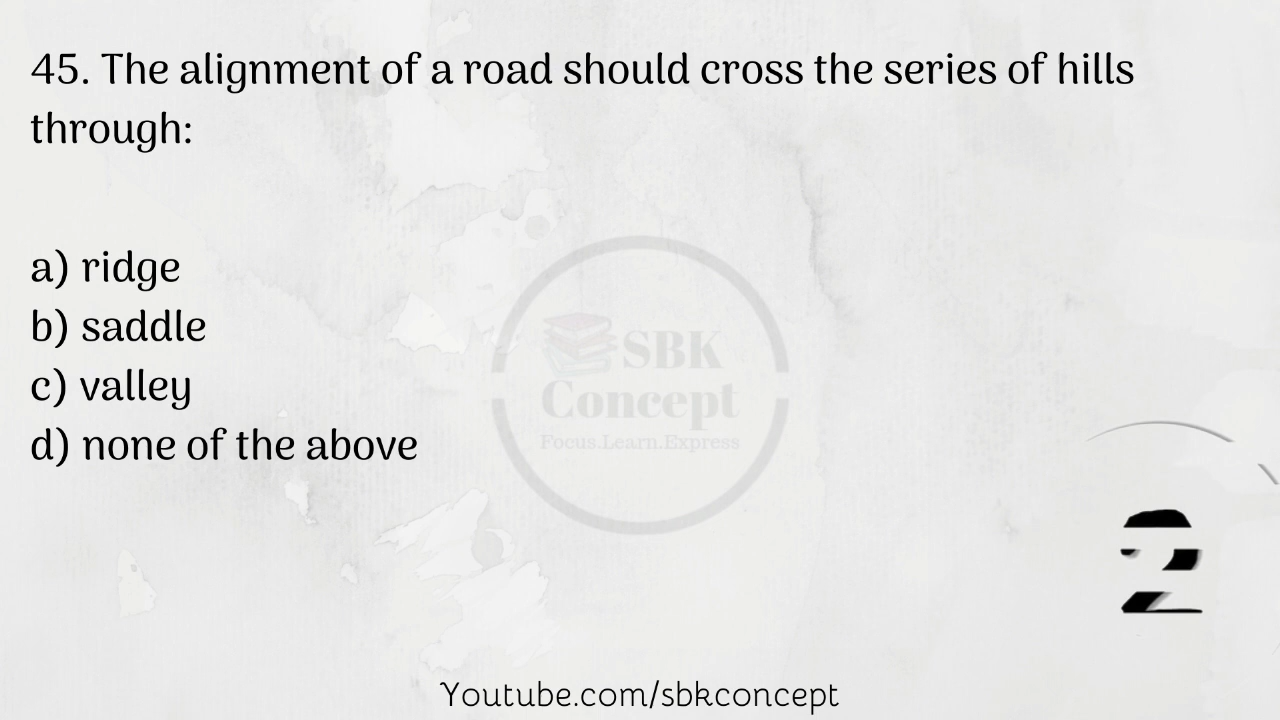 45. The alignment of a road should cross the series of hills
through:
a) ridge
b) saddle
c) valley
d) none of the above
SBK
Concept
Focus.Learn.Express
2
Youtube.com/sbkconcept